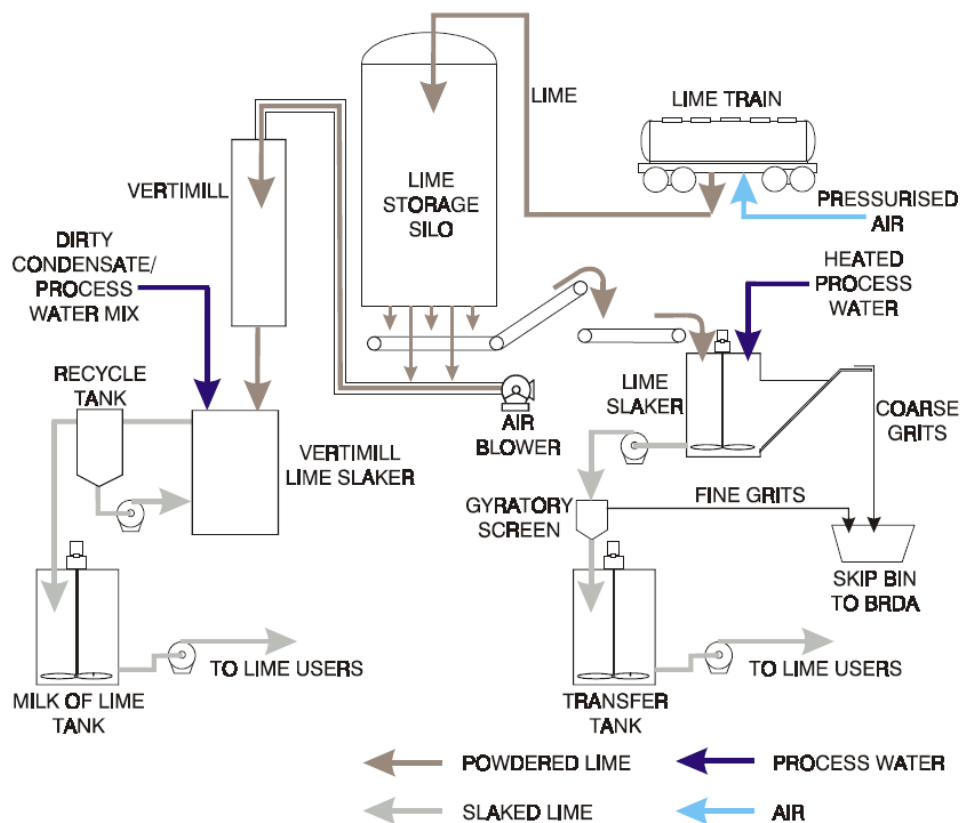 LIME
LIME TRAIN
VERTIMILL
LIME
STORAGE
SILO
PRESSURISED
AIR
DIRTY
CONDENSATE/
PROCESS
WATER MIX
HEATED
PROCESS
WATER
RECYCLE
TANK
LIME
SLAKER
COARSE
GRITS
AIR
BLOWER
VERTIMILL
LIME SLAKER
GYRATORY
SCREEN
FINE GRITS
SKIP BIN
TO BRDA
TO LIME USERS
TO LIME USERS
MILK OF LIME
TANK
TRANSFER
TANK
POWDERED LIME
PROCESS WATER
SLAKED LIME
AIR